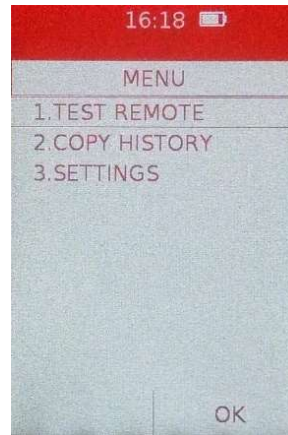 16:18
MENU
1.TEST REMOTE
2.COPY HISTORY
3.SETTINGS
OK